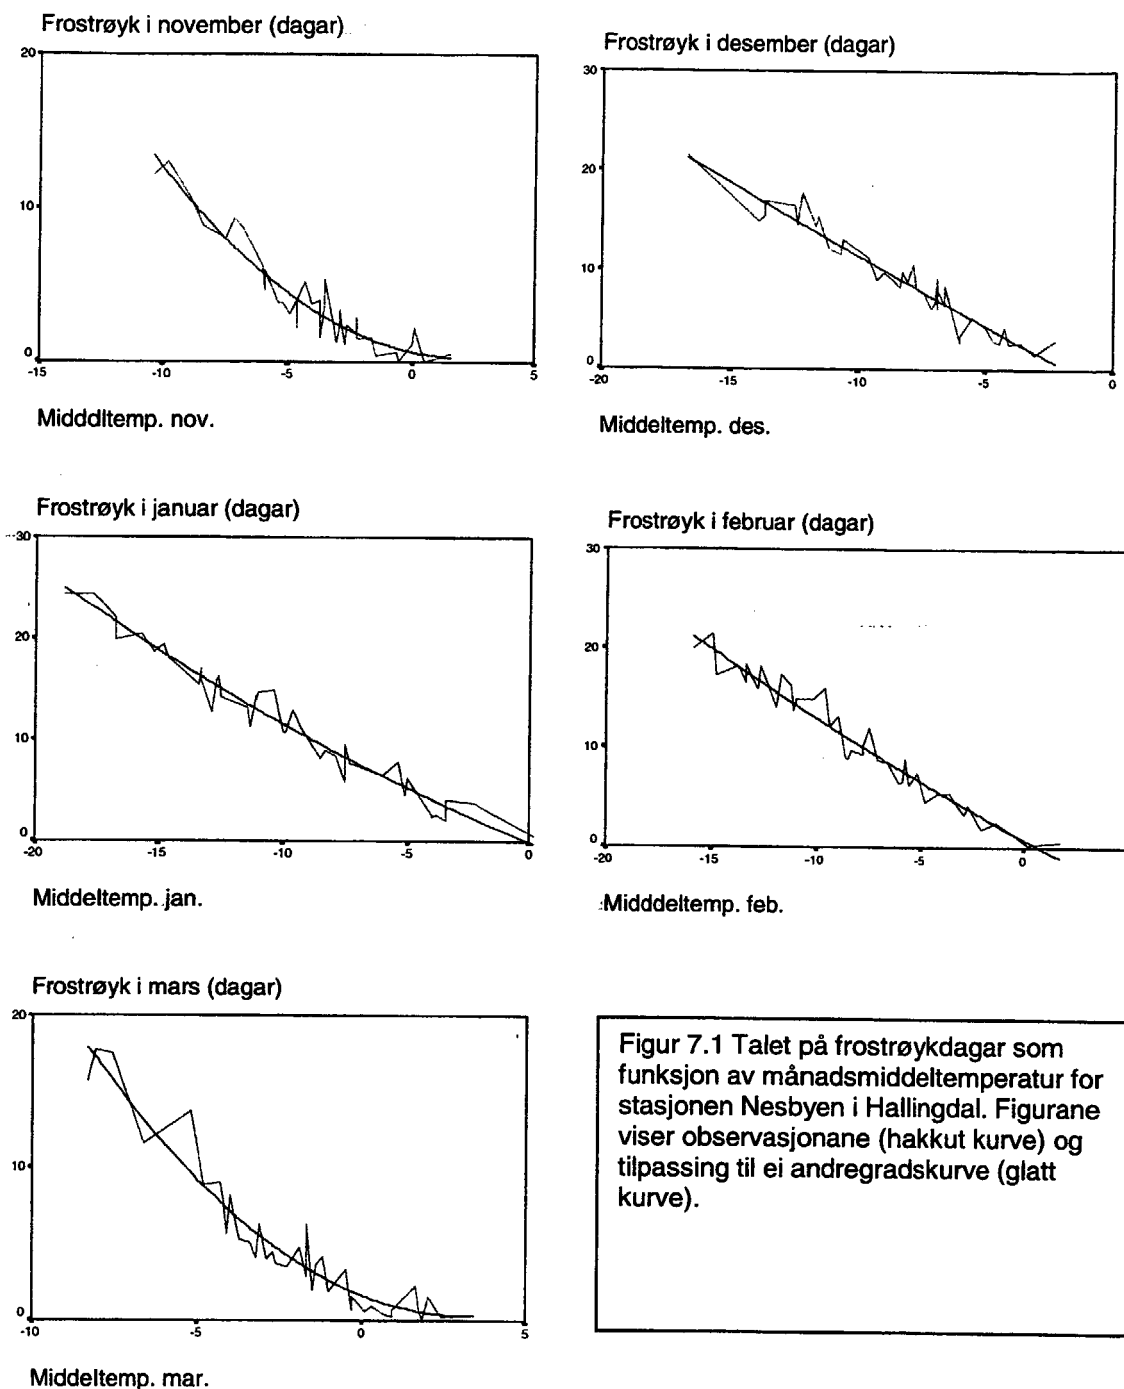 Frostrøyk i november (dagar)
20
10
0
-15
-10
-5
0
5
Midddltemp. nov.
Frostrøyk i desember (dagar)
30
20
10
0
-20
-15
-10
-5
0
Middeltemp. des.
Frostrøyk i januar (dagar)
30
20
10
0
-20
-15
-10
-5
0
Middeltemp. jan.
Frostrøyk i februar (dagar)
30
20
10
0
-20
-15
-10
-5
0
Midddeltemp. feb.
Frostrøyk i mars (dagar)
20
10
0
-10
-5
0
5
Middeltemp. mar.
Figur 7.1 Talet på frostrøykdagar som
funksjon av månadsmiddeltemperatur for
stasjonen Nesbyen i Hallingdal. Figurane
viser observasjonane (hakkut kurve) og
tilpassing til ei andregradskurve (glatt
kurve).